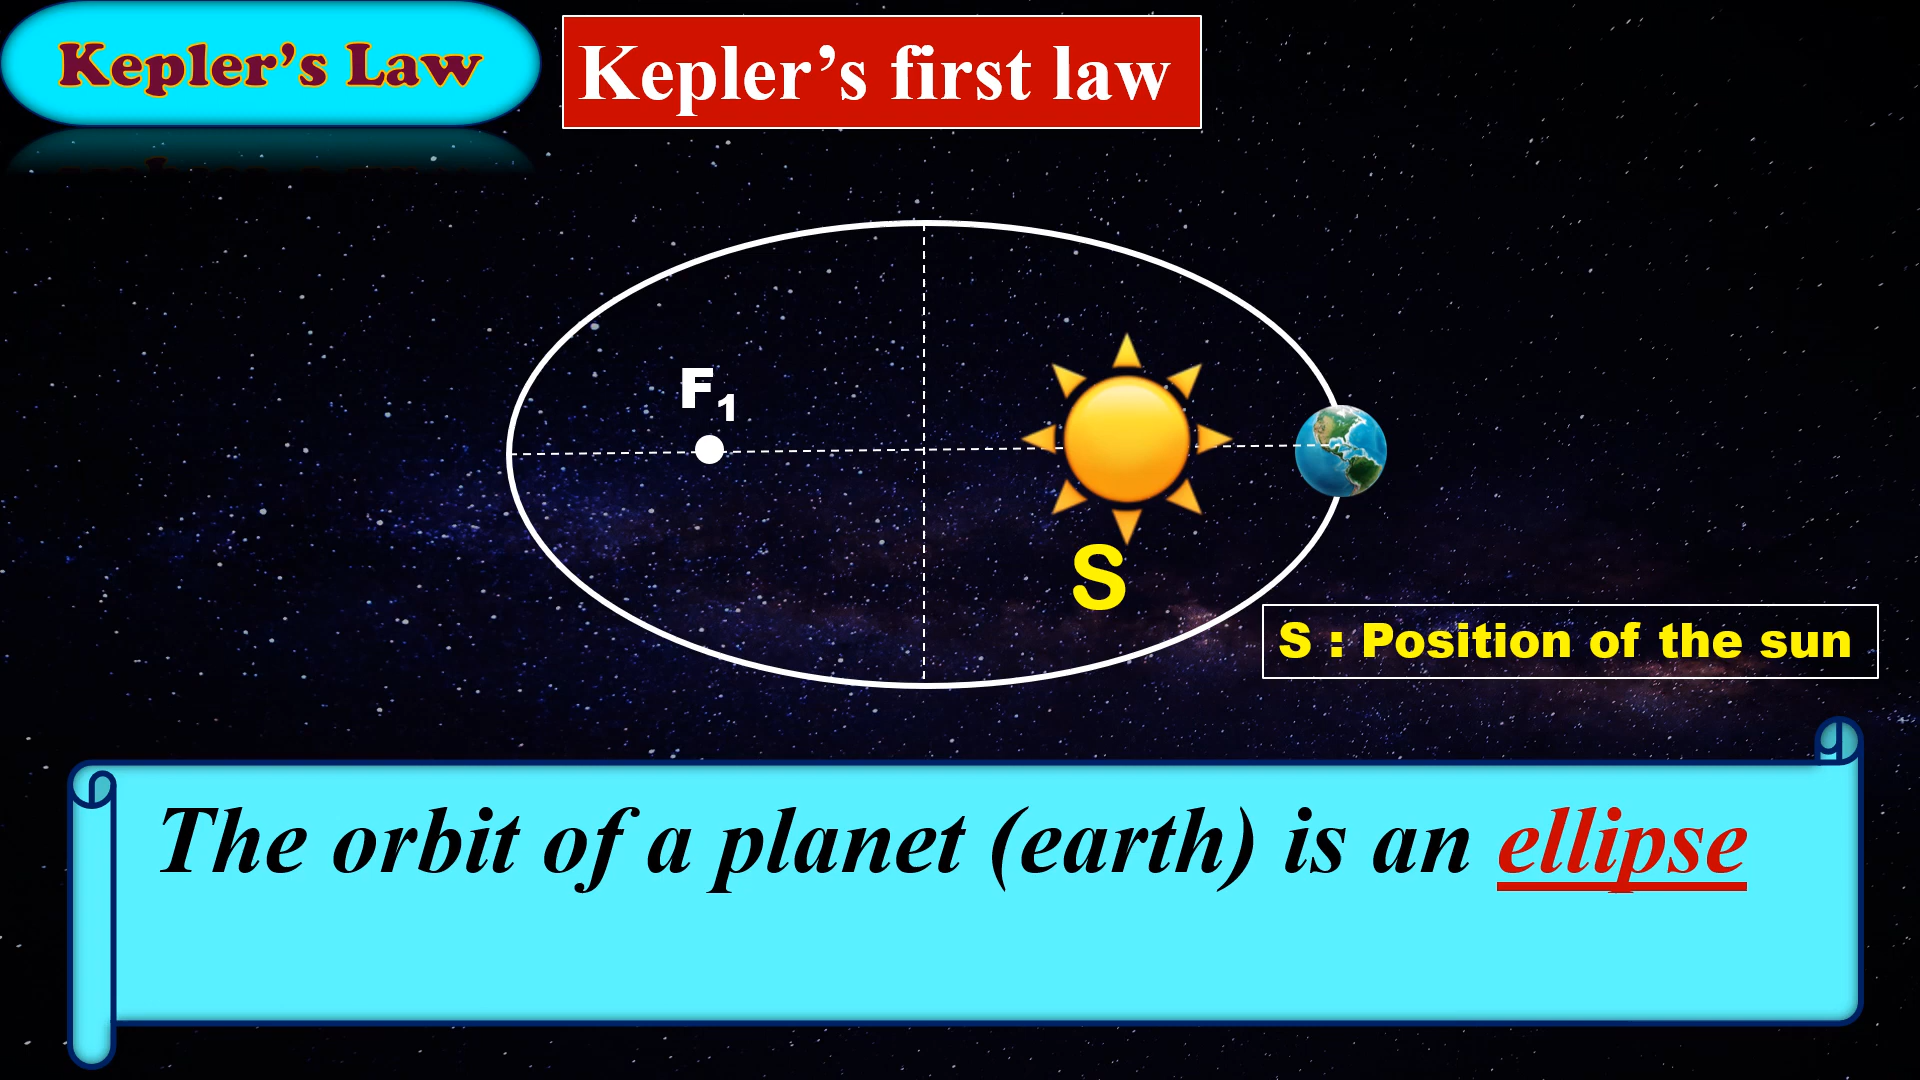 Kepler’s Law
Kepler’s first law
F₁
S
S : Position of the sun
The orbit of a planet (earth) is an ellipse